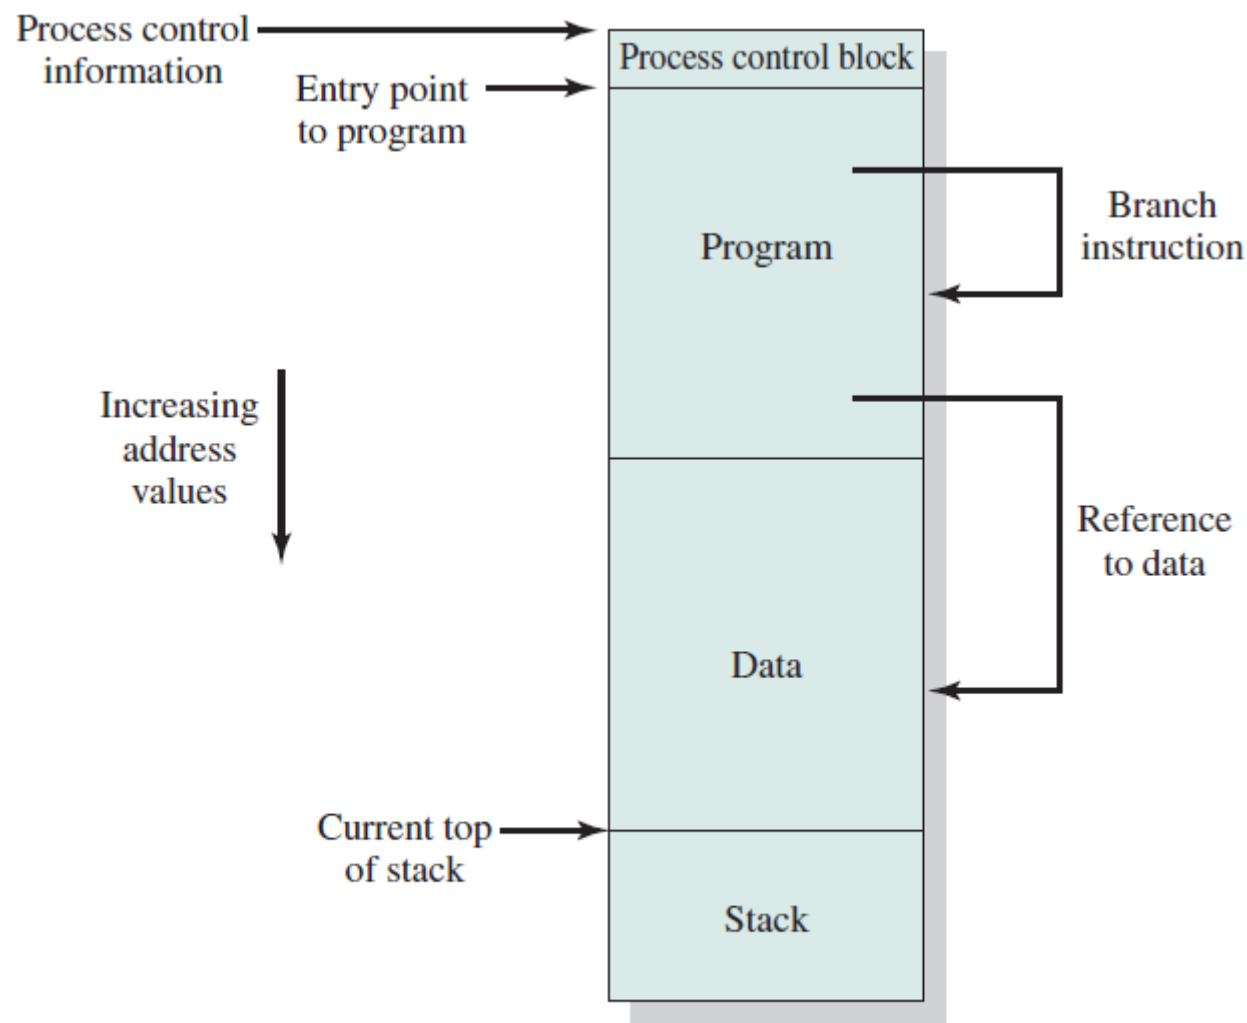 Process control
information
Process control block
Entry point
to program
Branch
instruction
Program
Increasing
address
values
Reference
to data
Data
Current top
of stack
Stack